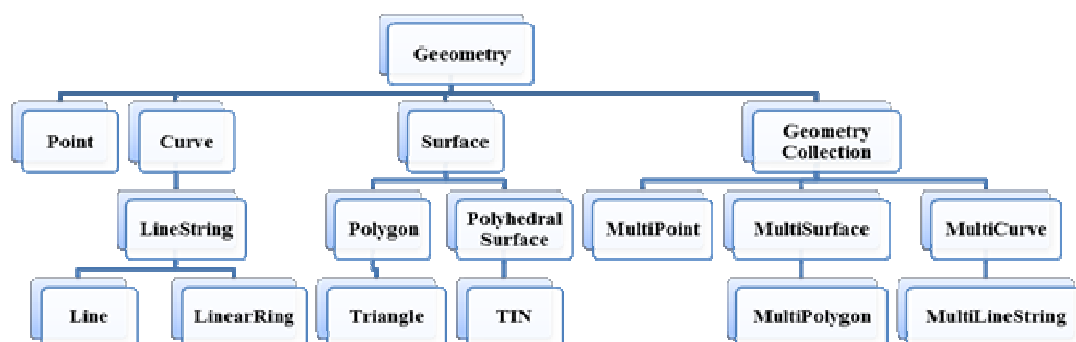 Geeometry
Point
Curve
Surface
Geometry
Collection
LineString
Polygon
Polyhedral
Surface
MultiPoint
MultiSurface
MultiCurve
Line
LinearRing
Triangle
TIN
MultiPolygon
MultiLineString